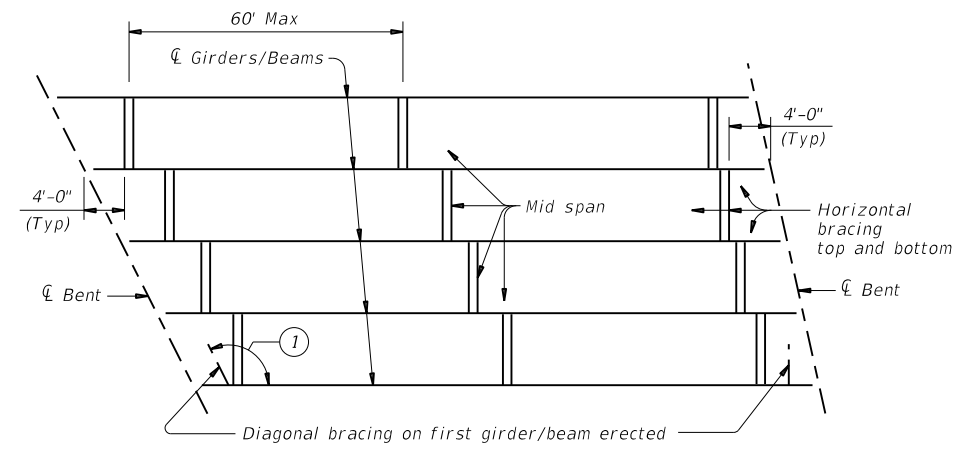 60' Max
℄ Girders/Beams
4'-0"
(Typ)
4'-0"
(Typ)
Mid span
Horizontal
bracing
top and bottom
℄ Bent
℄ Bent
1
Diagonal bracing on first girder/beam erected